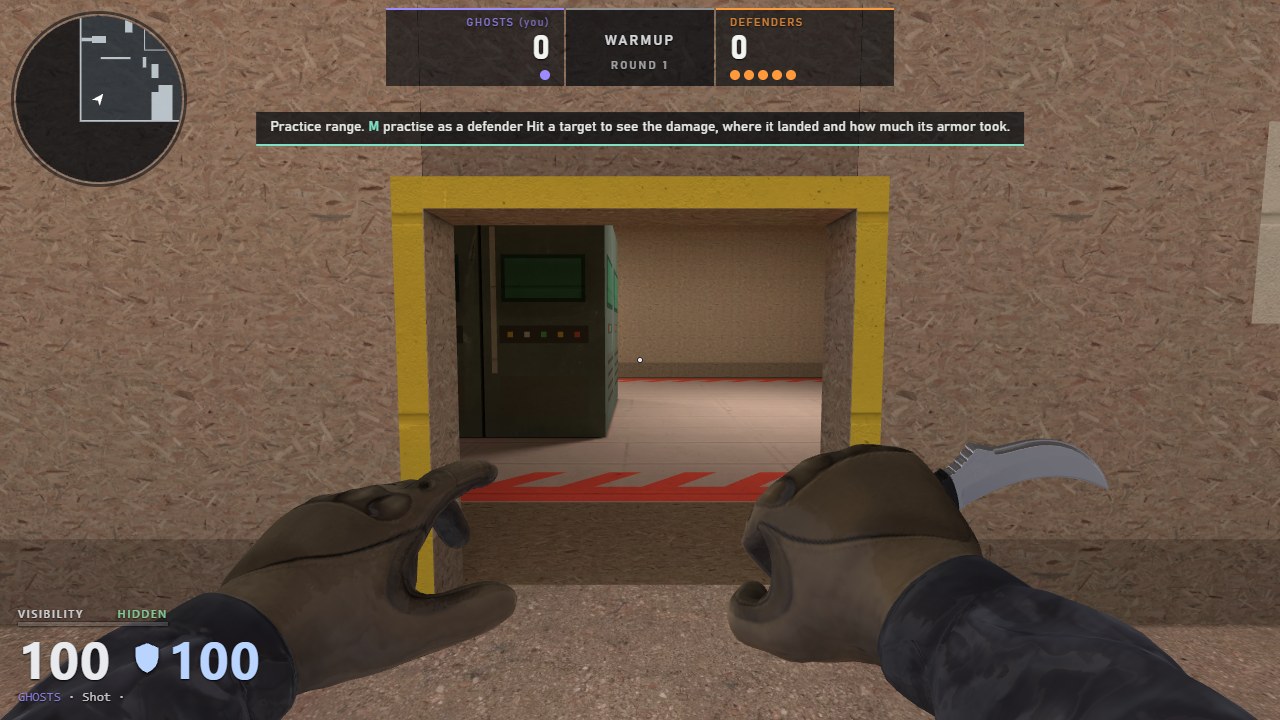 GHOSTS (you)
0
WARMUP
ROUND 1
DEFENDERS
0
Practice range. M practise as a defender Hit a target to see the damage, where it landed and how much its armor took.
VISIBILITY HIDDEN
100 100
GHOSTS · Shot ·